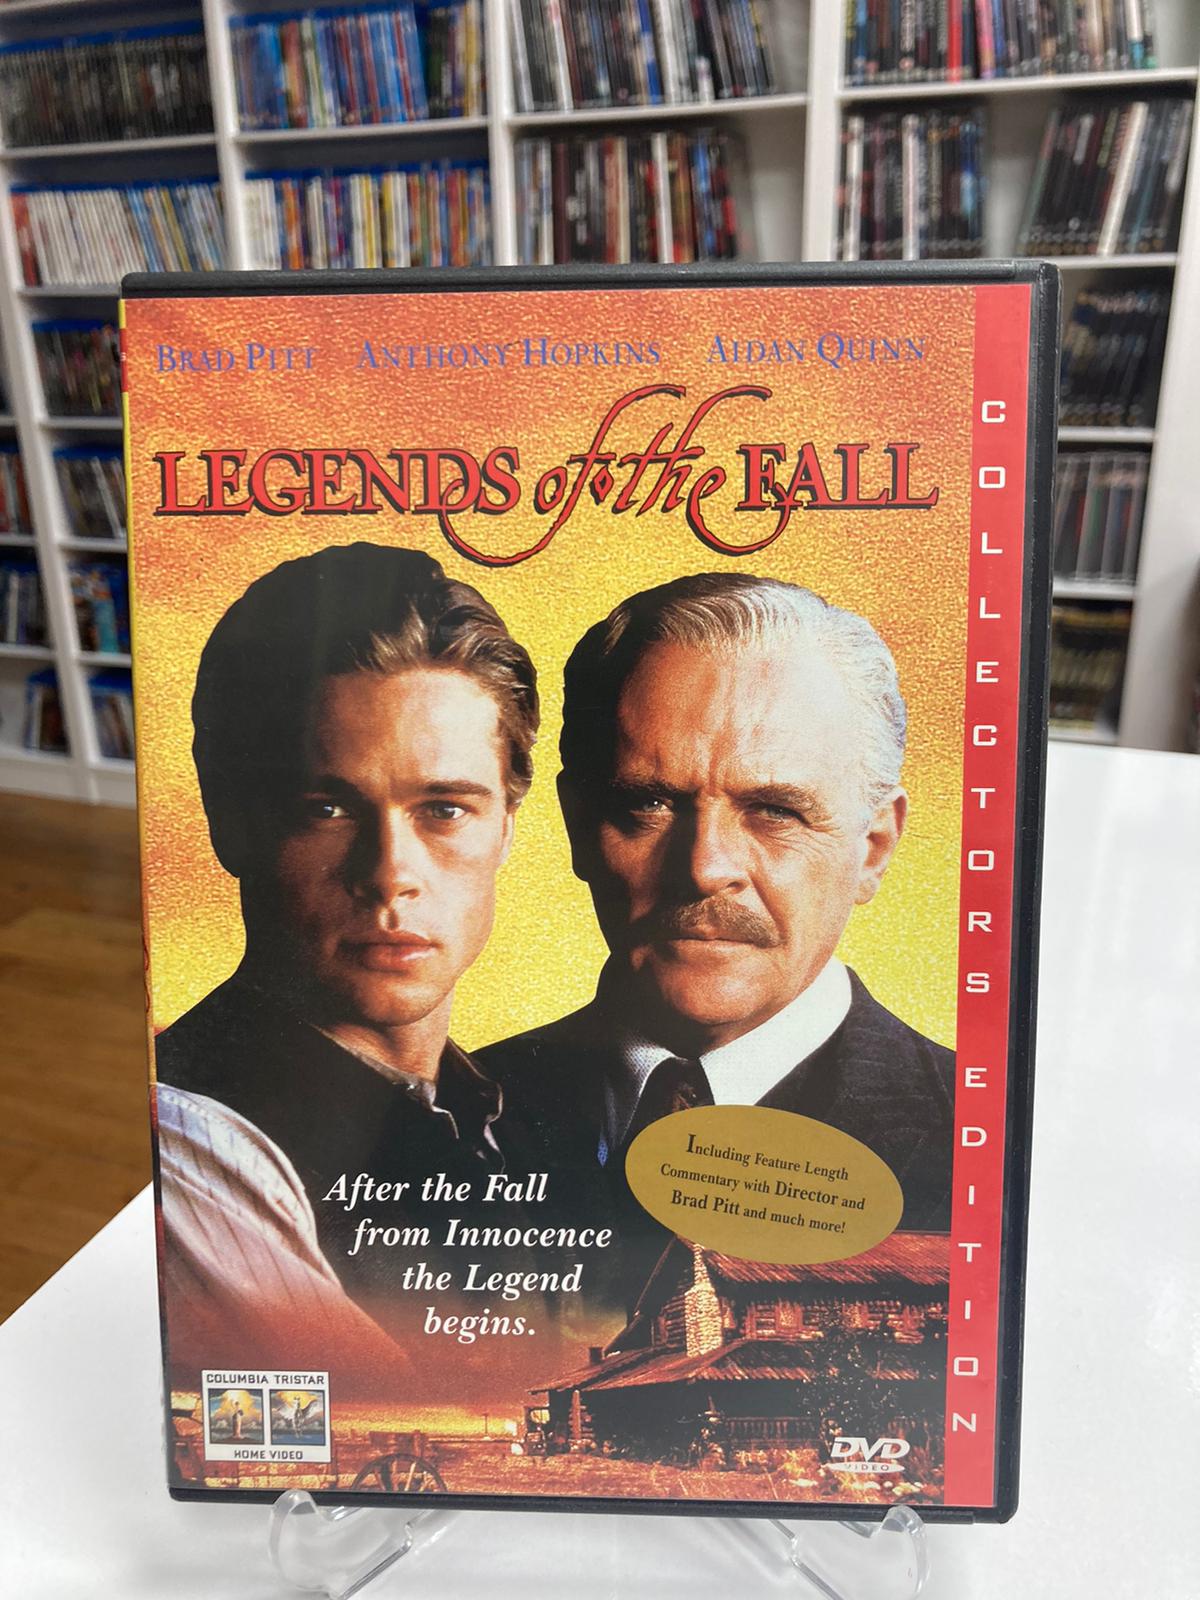 BRAD PITT ANTHONY HOPKINS AIDAN QUINN
LEGENDS of the FALL
COLLECTORS EDITION
Including Feature Length
Commentary with Director and
Brad Pitt and much more!
After the Fall
from Innocence
the Legend
begins.
COLUMBIA TRISTAR
HOME VIDEO
DVD
VIDEO